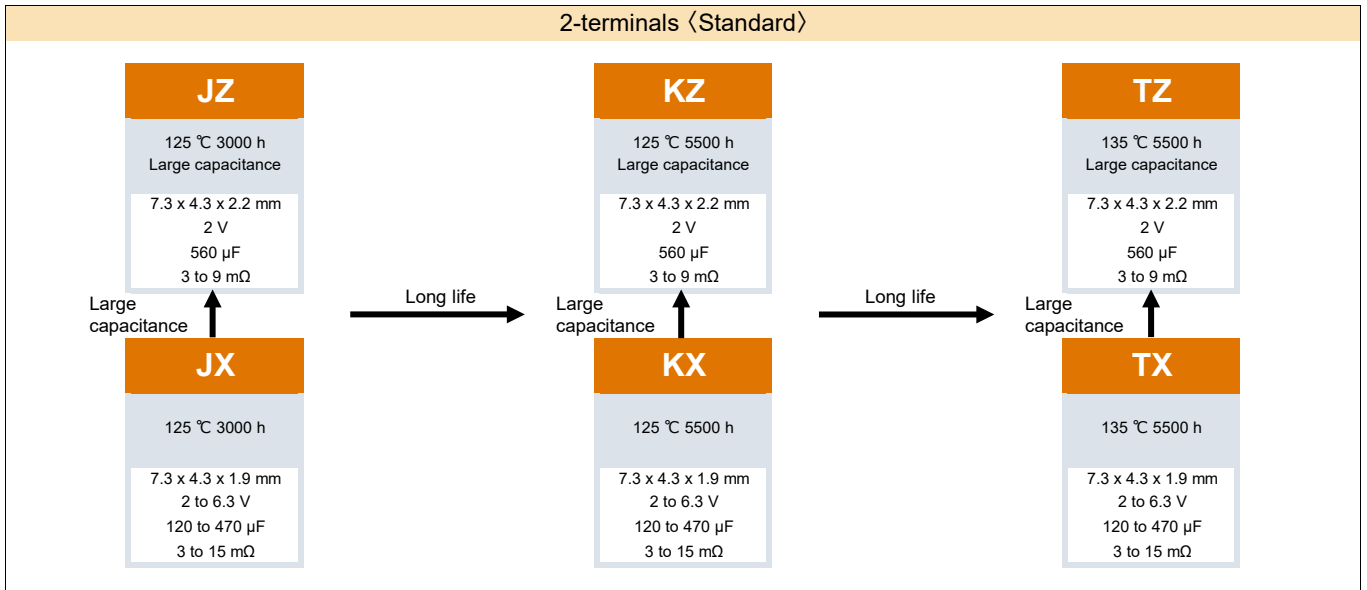 2-terminals〈Standard〉
JZ
125 ℃ 3000 h
Large capacitance
7.3 x 4.3 x 2.2 mm
2 V
560 µF
3 to 9 mΩ
KZ
125 ℃ 5500 h
Large capacitance
7.3 x 4.3 x 2.2 mm
2 V
560 µF
3 to 9 mΩ
TZ
135 ℃ 5500 h
Large capacitance
7.3 x 4.3 x 2.2 mm
2 V
560 µF
3 to 9 mΩ
Large
capacitance
Long life
Large
capacitance
Long life
Large
capacitance
JX
125 ℃ 3000 h
7.3 x 4.3 x 1.9 mm
2 to 6.3 V
120 to 470 µF
3 to 15 mΩ
KX
125 ℃ 5500 h
7.3 x 4.3 x 1.9 mm
2 to 6.3 V
120 to 470 µF
3 to 15 mΩ
TX
135 ℃ 5500 h
7.3 x 4.3 x 1.9 mm
2 to 6.3 V
120 to 470 µF
3 to 15 mΩ